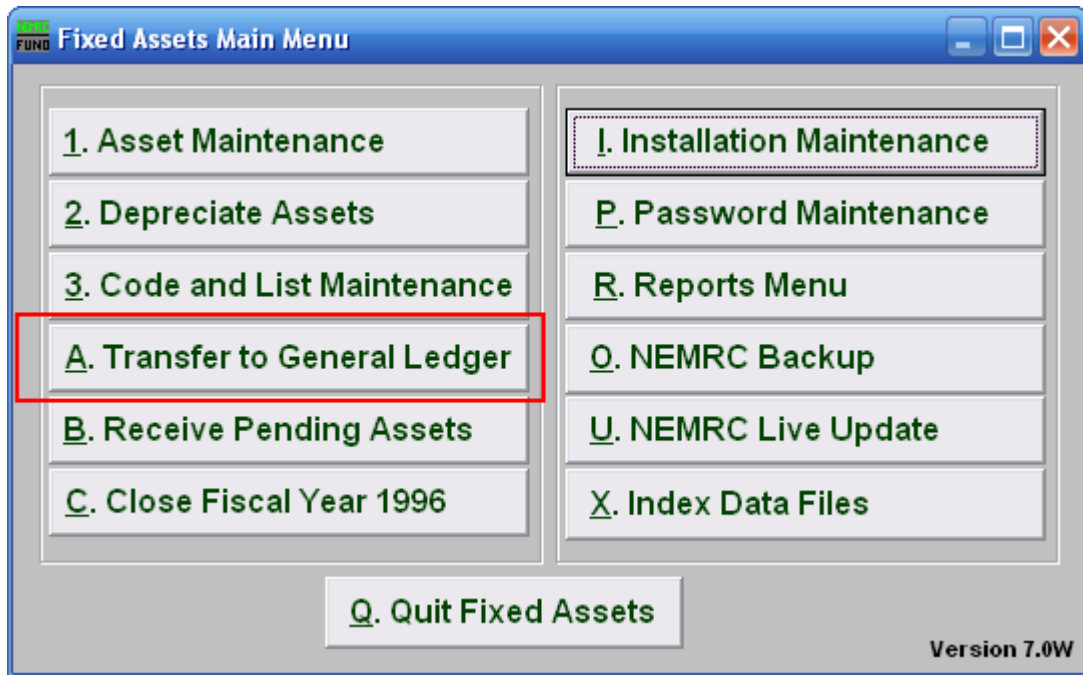 NEMRC
FUND Fixed Assets Main Menu
1. Asset Maintenance
2. Depreciate Assets
3. Code and List Maintenance
A. Transfer to General Ledger
B. Receive Pending Assets
C. Close Fiscal Year 1996
I. Installation Maintenance
P. Password Maintenance
R. Reports Menu
O. NEMRC Backup
U. NEMRC Live Update
X. Index Data Files
Q. Quit Fixed Assets
Version 7.0W